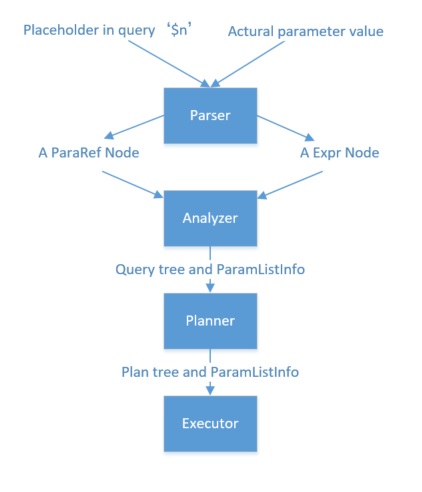 Placeholder in query ‘$n’ Actural parameter value
Parser
A ParaRef Node A Expr Node
Analyzer
Query tree and ParamListInfo
Planner
Plan tree and ParamListInfo
Executor